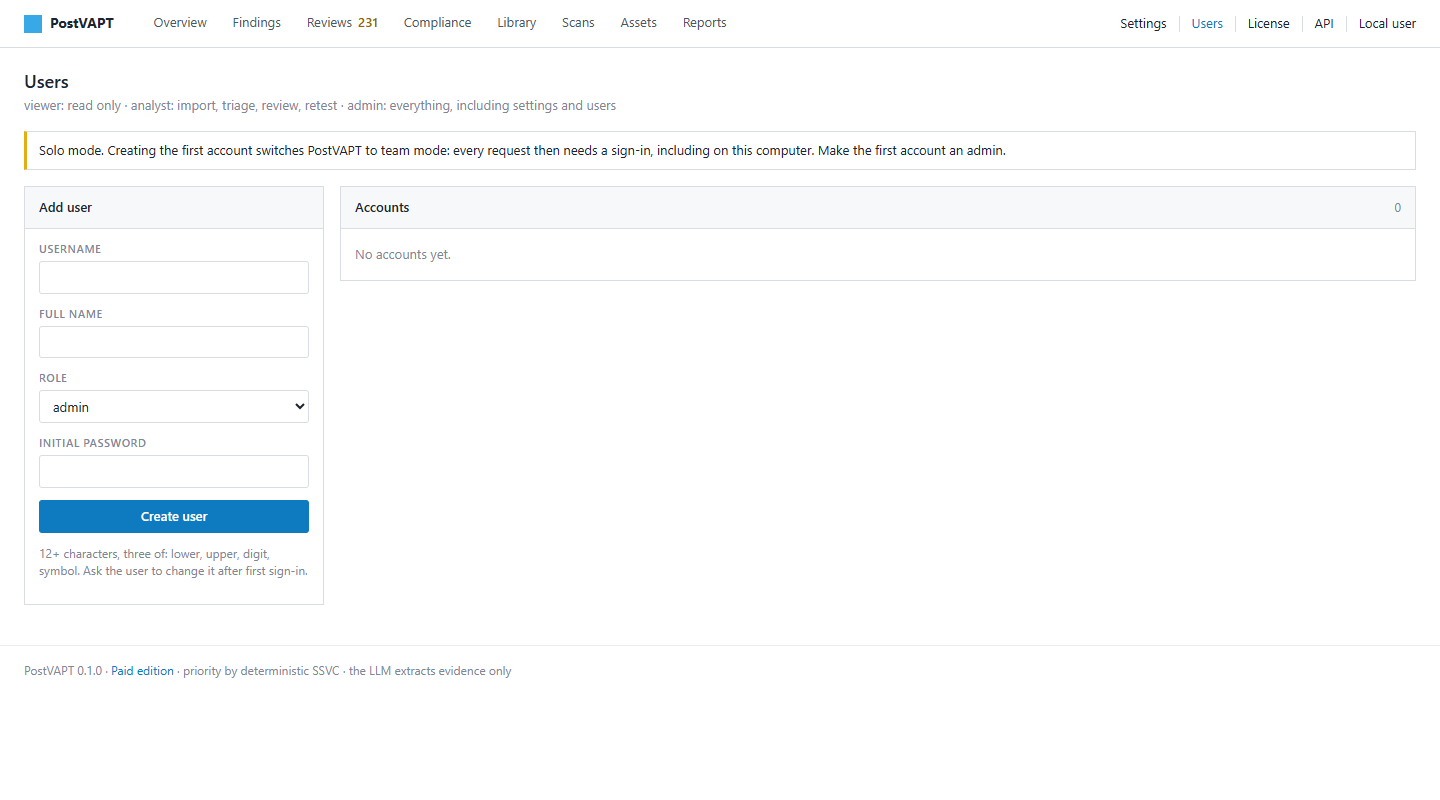 PostVAPT
Overview
Findings
Reviews 231
Compliance
Library
Scans
Assets
Reports
Settings
Users
License
API
Local user
Users
viewer: read only · analyst: import, triage, review, retest · admin: everything, including settings and users
Solo mode. Creating the first account switches PostVAPT to team mode: every request then needs a sign-in, including on this computer. Make the first account an admin.
Add user
USERNAME
FULL NAME
ROLE
admin
INITIAL PASSWORD
Create user
12+ characters, three of: lower, upper, digit,
symbol. Ask the user to change it after first sign-in.
Accounts
0
No accounts yet.
PostVAPT 0.1.0 · Paid edition · priority by deterministic SSVC · the LLM extracts evidence only